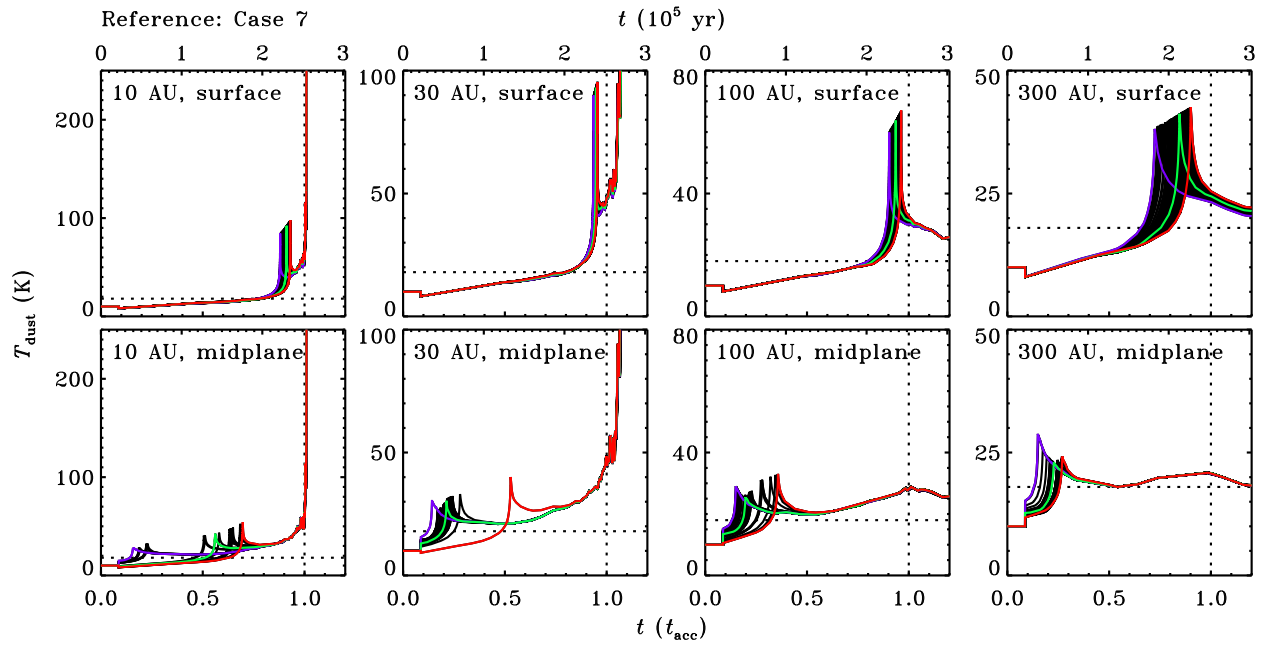 Reference: Case 7
t (10⁵ yr)
0 1 2 3 0 1 2 3 0 1 2 3 0 1 2 3
10 AU, surface
200
100
0
30 AU, surface
100
50
0
100 AU, surface
80
40
0
300 AU, surface
50
25
0
T_dust (K)
10 AU, midplane
200
100
0
30 AU, midplane
100
50
0
100 AU, midplane
80
40
0
300 AU, midplane
50
25
0
0.0 0.5 1.0 0.0 0.5 1.0 0.0 0.5 1.0 0.0 0.5 1.0
t (t_acc)